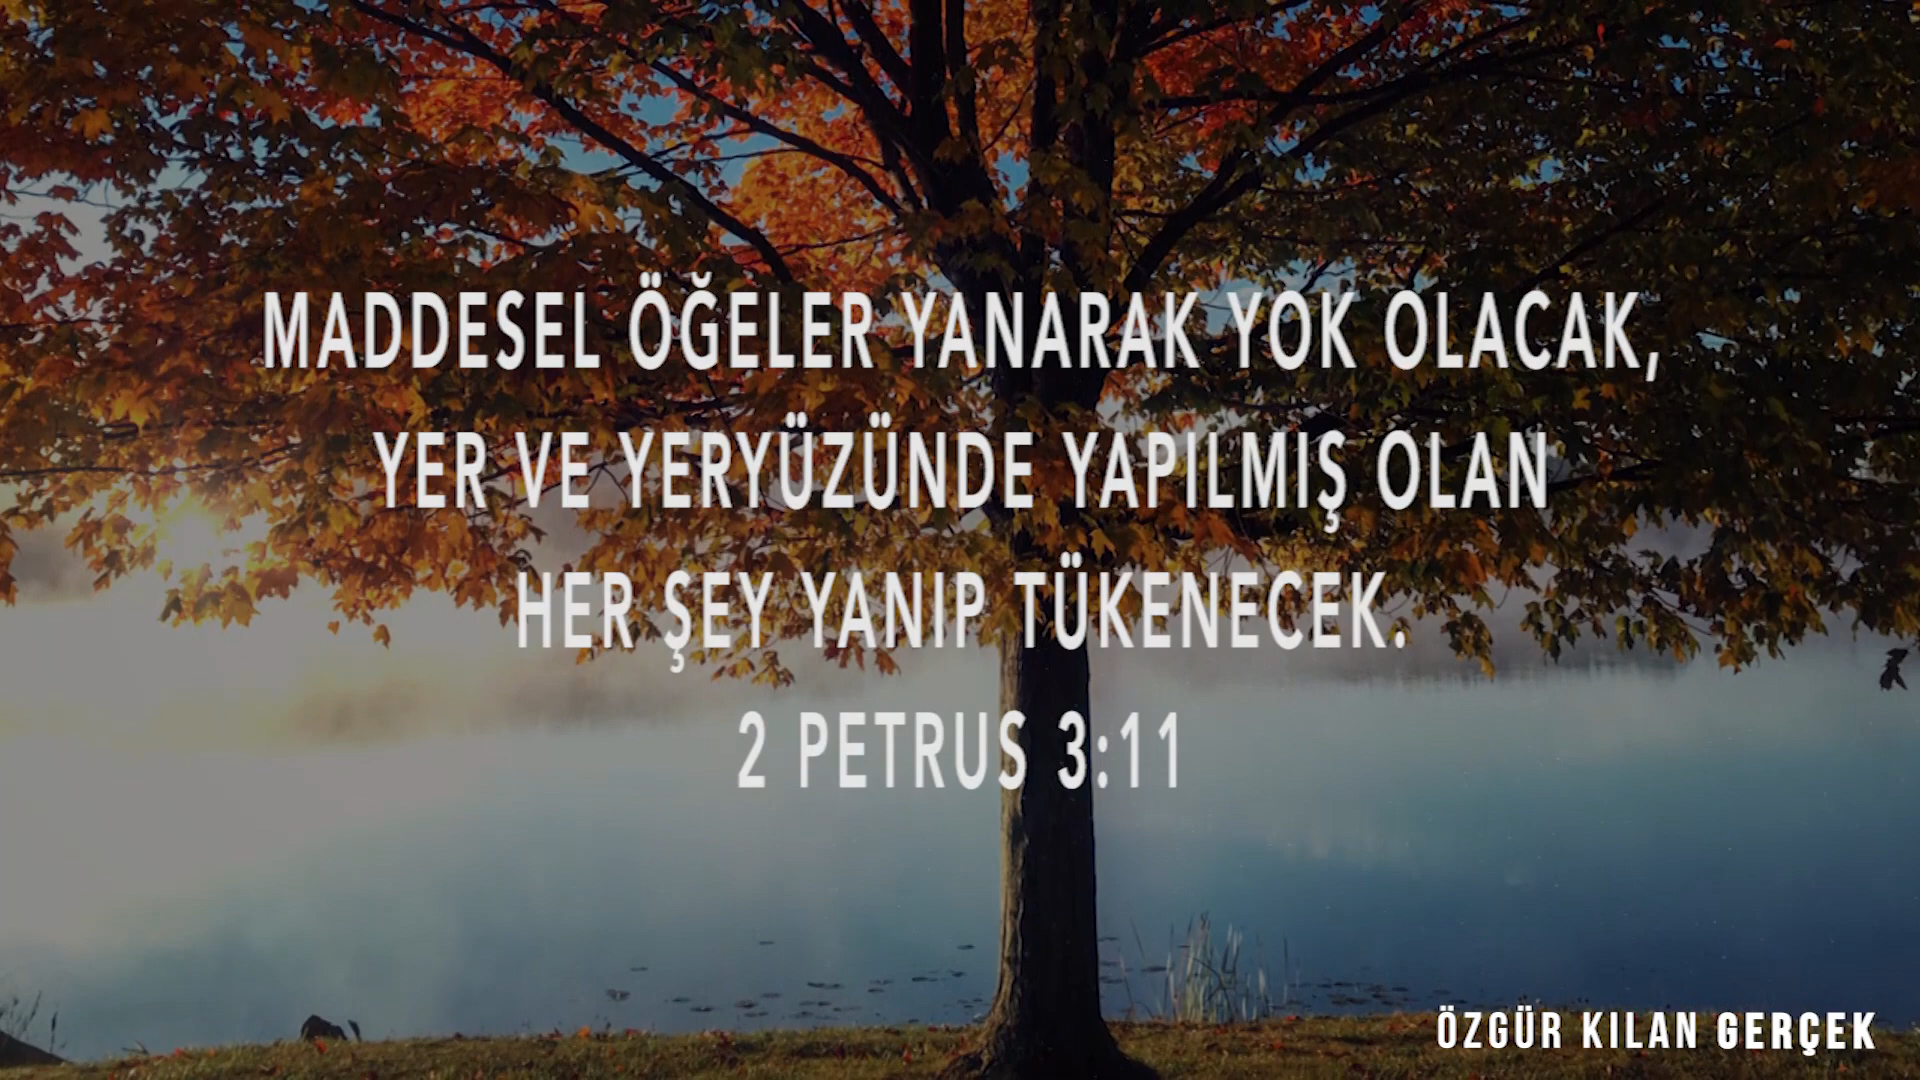 MADDESEL ÖĞELER YANARAK YOK OLACAK,
YER VE YERYÜZÜNDE YAPILMIŞ OLAN
HER ŞEY YANIP TÜKENECEK.
2 PETRUS 3:11
ÖZGÜR KILAN GERÇEK